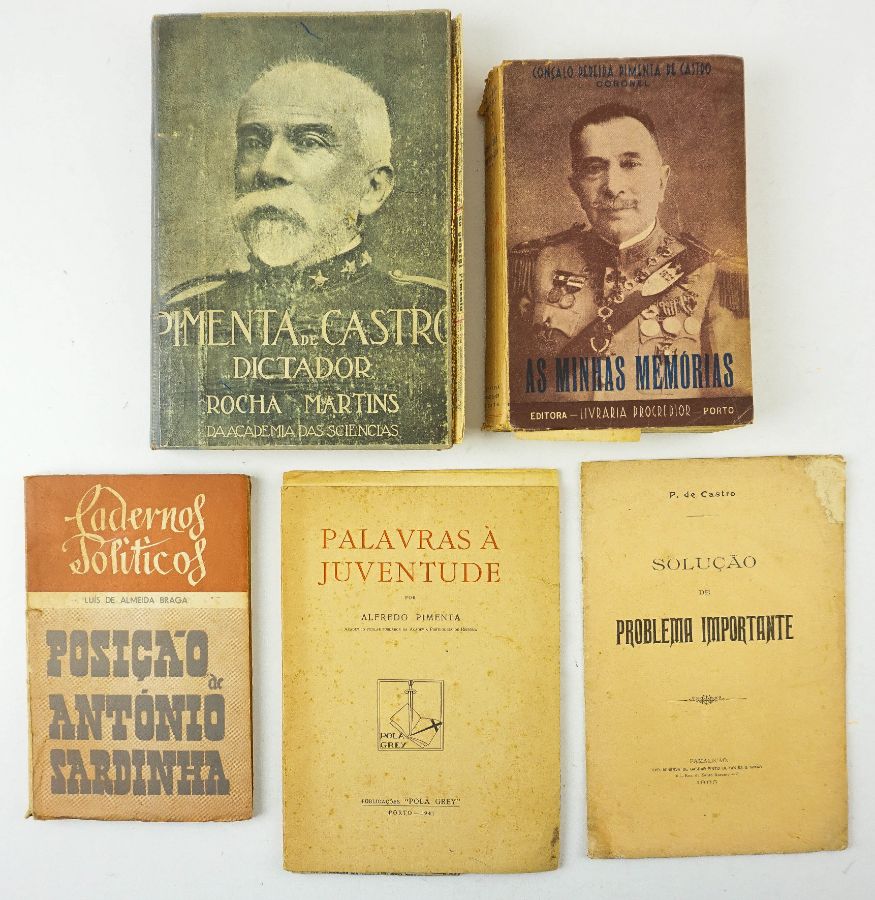 PIMENTA DE CASTRO
DICTADOR
ROCHA MARTINS
DA ACADEMIA DAS SCIENCIAS
GONÇALO PEREIRA PIMENTA DE CASTRO
CORONEL
AS MINHAS MEMÓRIAS
EDITORA - LIVRARIA PROGREDIOR - PORTO
Cadernos
Políticos
LUÍS DE ALMEIDA BRAGA
POSIÇÃO
de
ANTÓNIO
SARDINHA
PALAVRAS À
JUVENTUDE
POR
ALFREDO PIMENTA
POLA
GREY
PUBLICAÇÕES "POLA GREY"
PORTO - 1941
P. de Castro
SOLUÇÃO
DE
PROBLEMA IMPORTANTE
FAMALICÃO